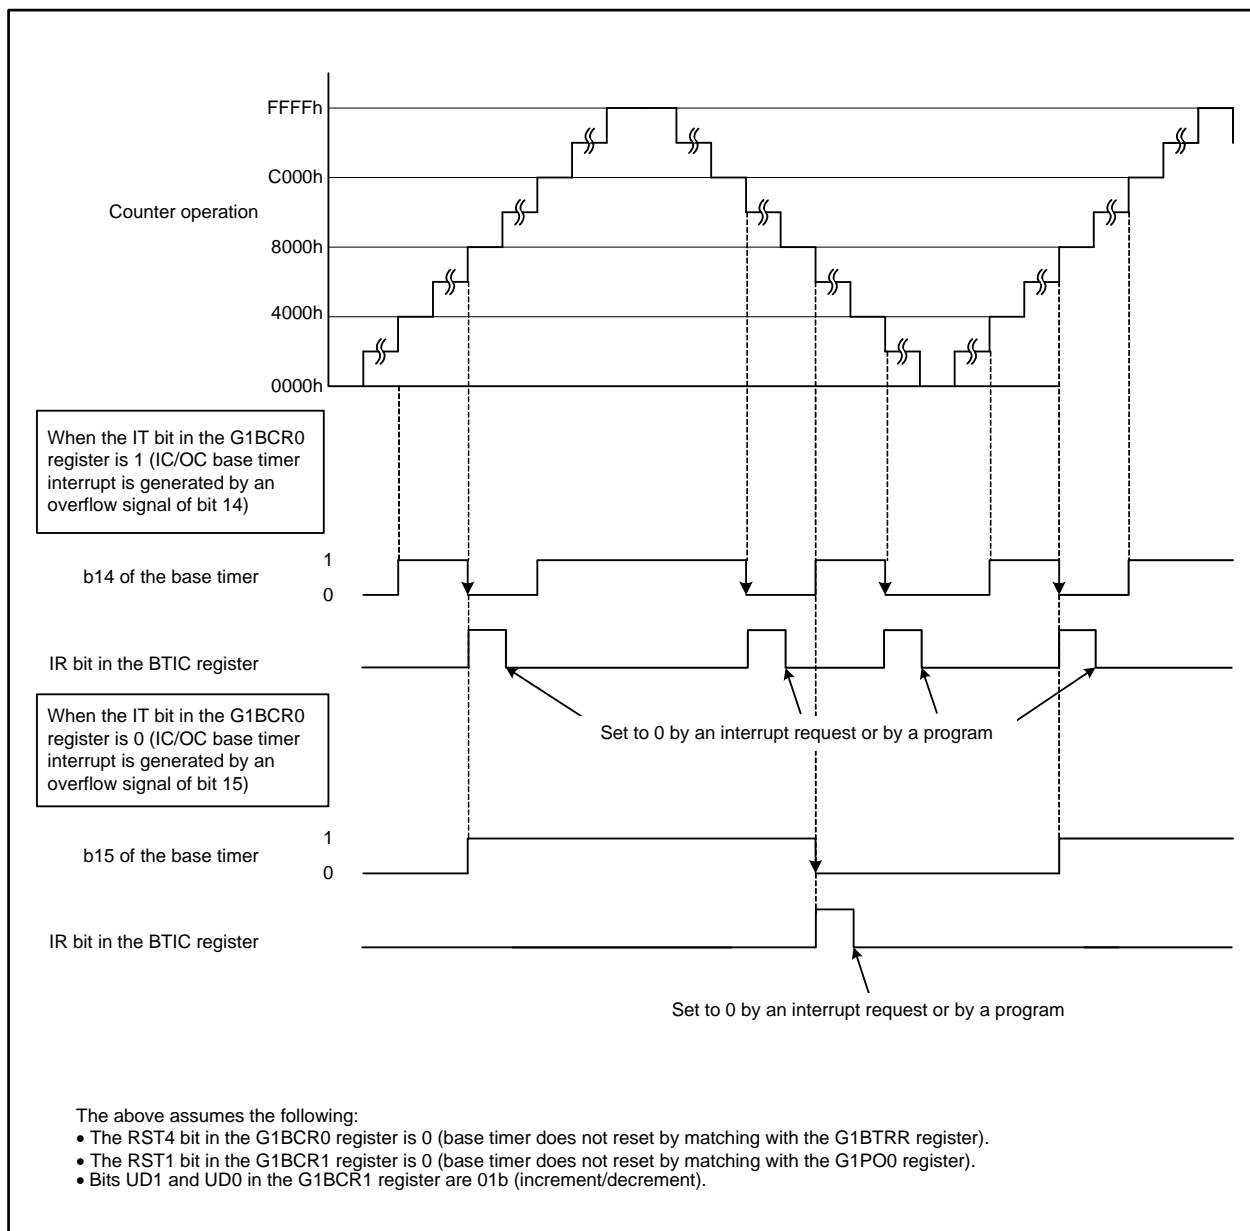 FFFFh
C000h
Counter operation
8000h
4000h
0000h
When the IT bit in the G1BCR0
register is 1 (IC/OC base timer
interrupt is generated by an
overflow signal of bit 14)
1
b14 of the base timer
0
IR bit in the BTIC register
When the IT bit in the G1BCR0
register is 0 (IC/OC base timer
interrupt is generated by an
overflow signal of bit 15)
Set to 0 by an interrupt request or by a program
1
b15 of the base timer
0
IR bit in the BTIC register
Set to 0 by an interrupt request or by a program
The above assumes the following:
• The RST4 bit in the G1BCR0 register is 0 (base timer does not reset by matching with the G1BTRR register).
• The RST1 bit in the G1BCR1 register is 0 (base timer does not reset by matching with the G1PO0 register).
• Bits UD1 and UD0 in the G1BCR1 register are 01b (increment/decrement).